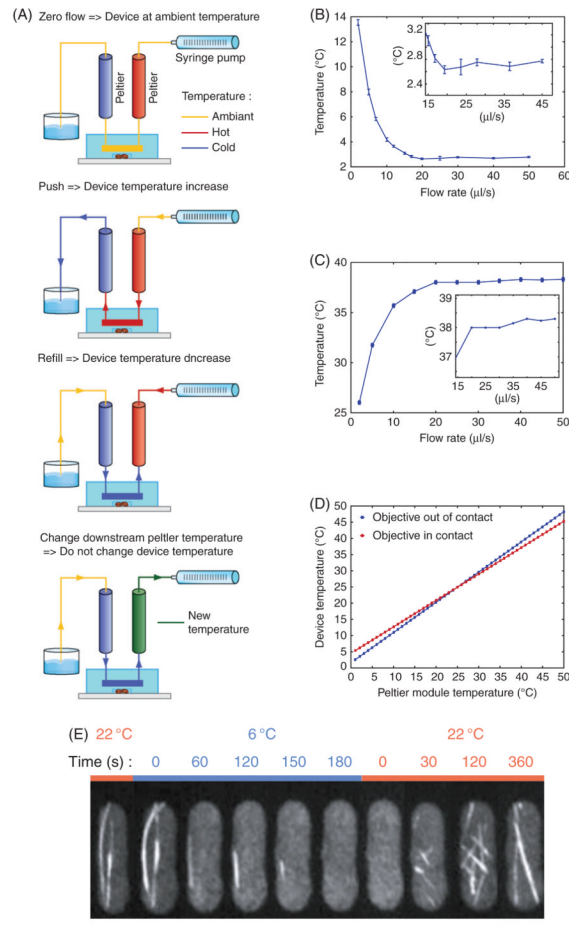 (A)
Zero flow => Device at ambient temperature
Syringe pump
Peltier
Peltier
Temperature :
Ambiant
Hot
Cold
Push => Device temperature increase
Refill => Device temperature dncrease
Change downstream peltler temperature
=> Do not change device temperature
New
temperature
(B)
Temperature (°C)
14
12
10
8
6
4
2
0 10 20 30 40 50 60
Flow rate (μl/s)
(°C)
3.2
2.8
2.4
15 25 35 45
(μl/s)
(C)
Temperature (°C)
40
35
30
25
0 10 20 30 40 50
Flow rate (μl/s)
(°C)
39
38
37
15 20 30 40 50
(μl/s)
(D)
Device temperature (°C)
50
45
40
35
30
25
20
15
10
5
0
Objective out of contact
Objective in contact
0 5 10 15 20 25 30 35 40 45 50
Peltier module temperature (°C)
(E) 22 °C 6 °C 22 °C
Time (s) : 0 60 120 150 180 0 30 120 360